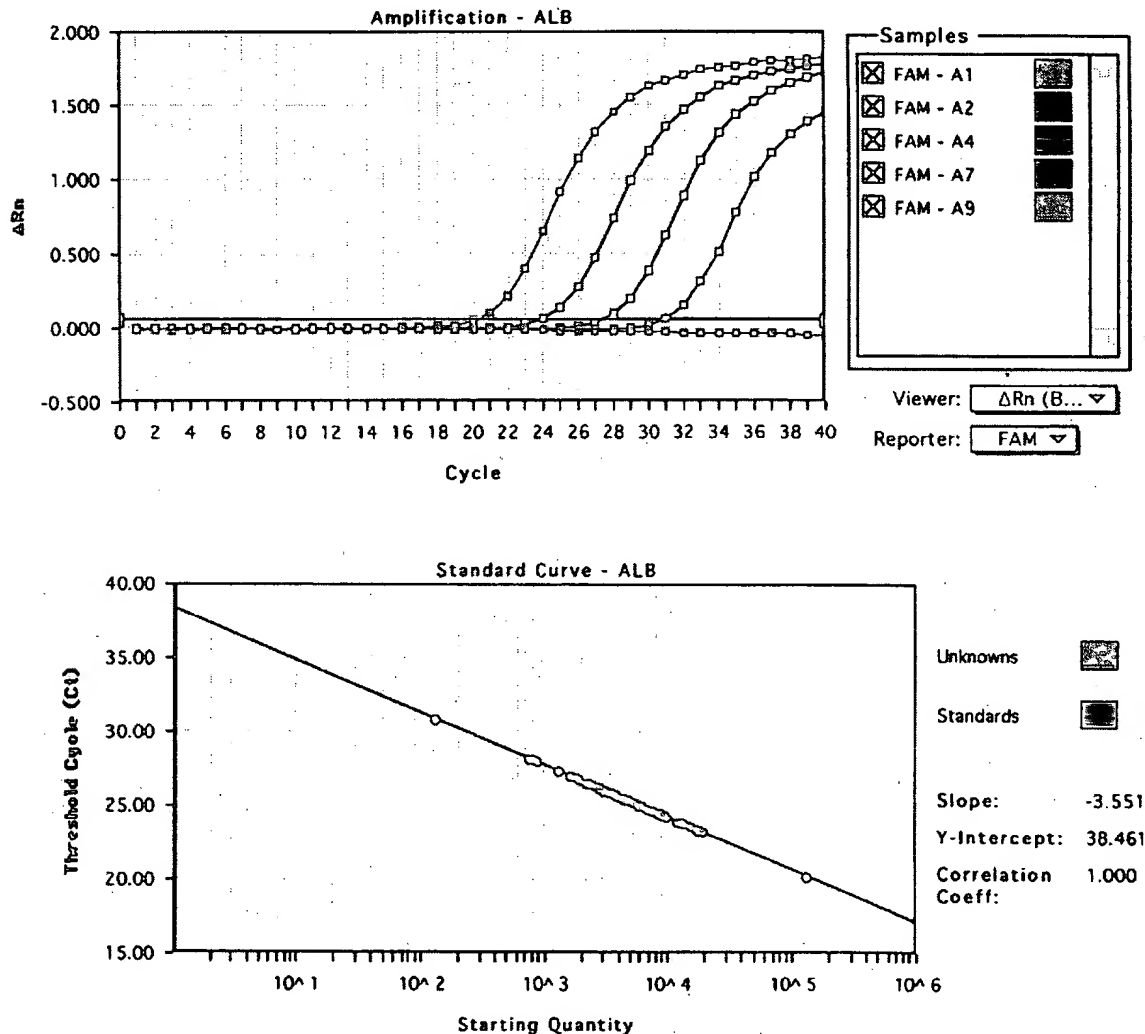 Amplification - ALB
2.000
1.500
1.000
0.500
0.000
-0.500
ΔRn
0 2 4 6 8 10 12 14 16 18 20 22 24 26 28 30 32 34 36 38 40
Cycle
Samples
FAM - A1
FAM - A2
FAM - A4
FAM - A7
FAM - A9
Viewer: ΔRn (B...
Reporter: FAM
Standard Curve - ALB
40.00
35.00
30.00
25.00
20.00
15.00
Threshold Cycle (Ct)
10^1 10^2 10^3 10^4 10^5 10^6
Starting Quantity
Unknowns
Standards
Slope: -3.551
Y-Intercept: 38.461
Correlation 1.000
Coeff: